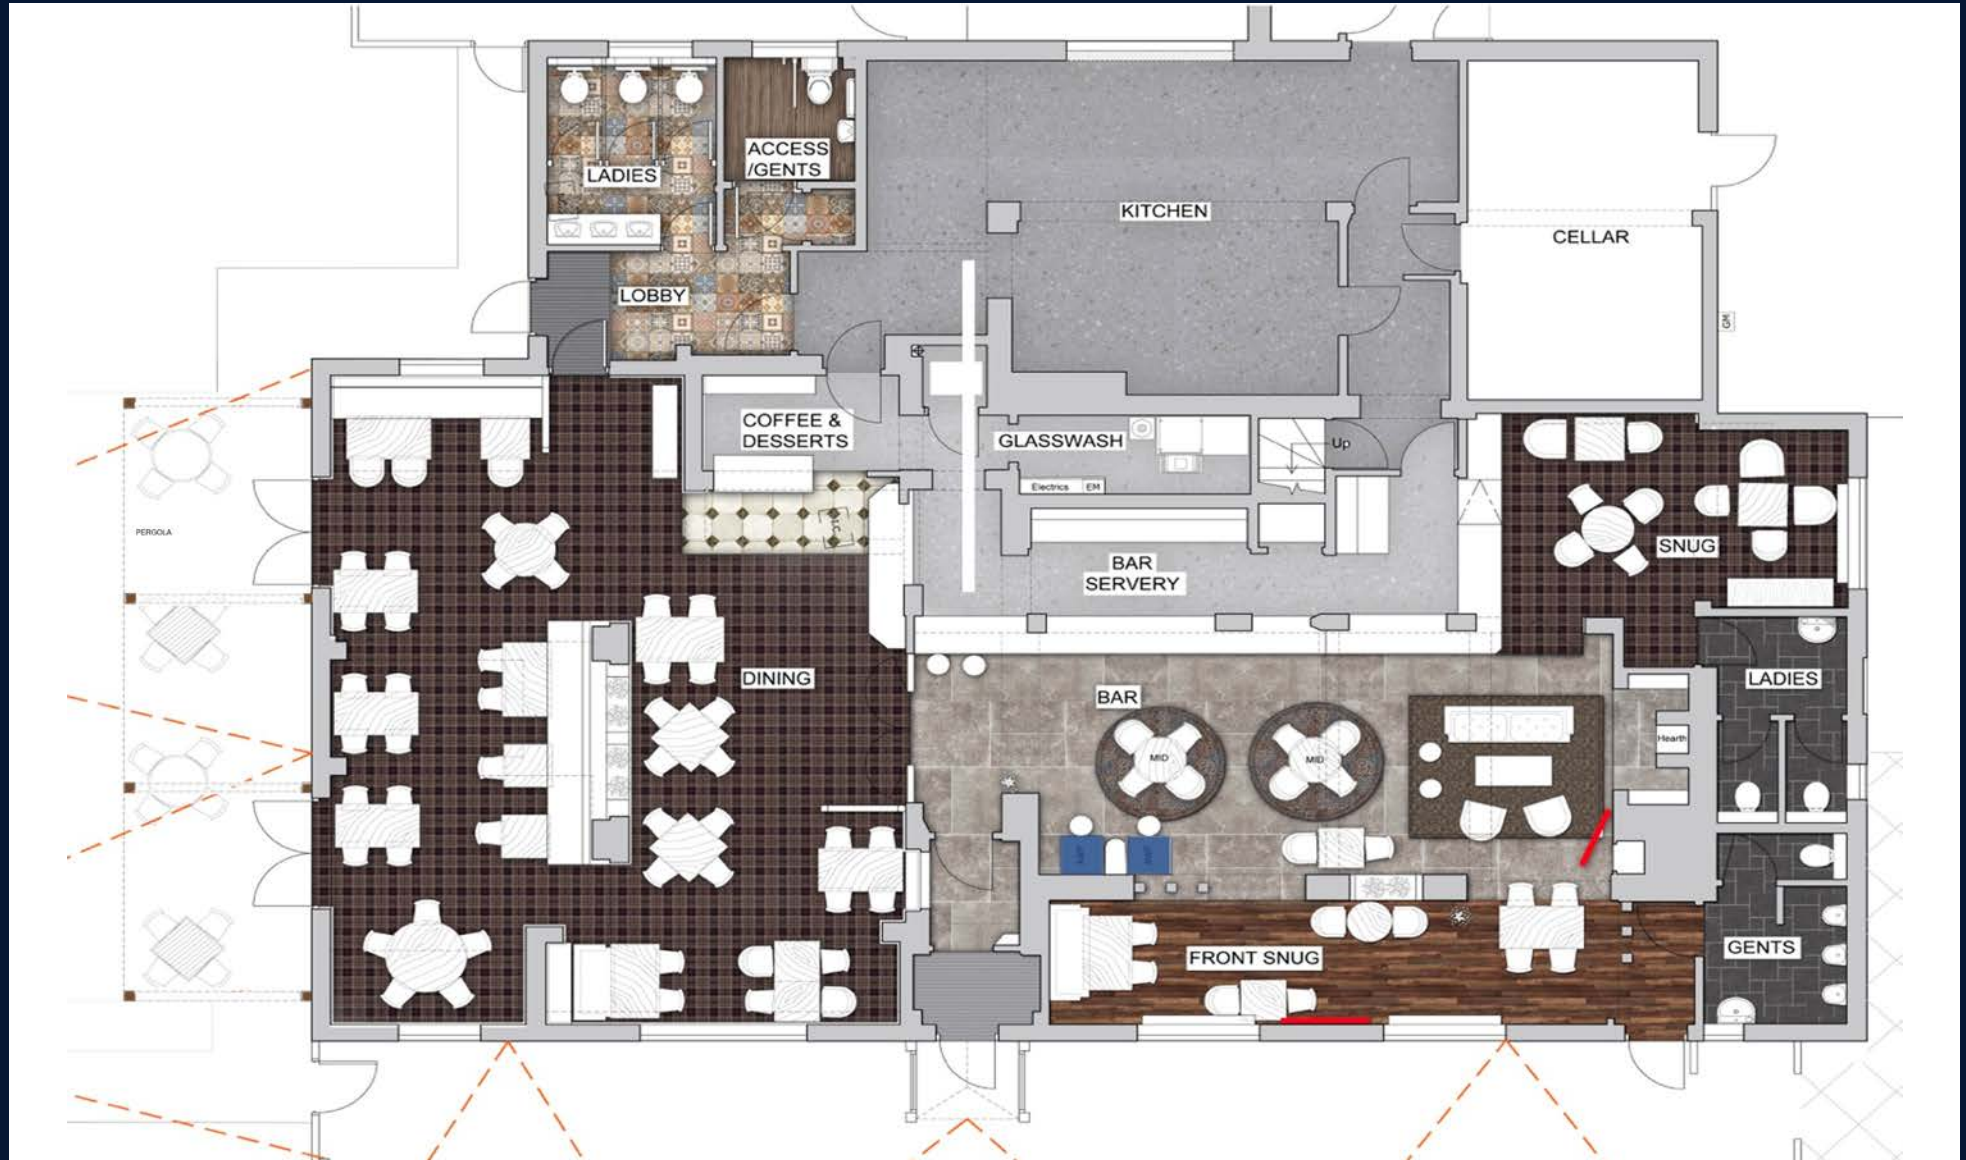 LADIES
ACCESS
/GENTS
LOBBY
KITCHEN
CELLAR
GM
COFFEE &
DESSERTS
GLASSWASH
Up
Electrics
EM
PERGOLA
BAR
SERVERY
SNUG
DINING
BAR
LADIES
Hearth
MID
MID
FRONT SNUG
GENTS